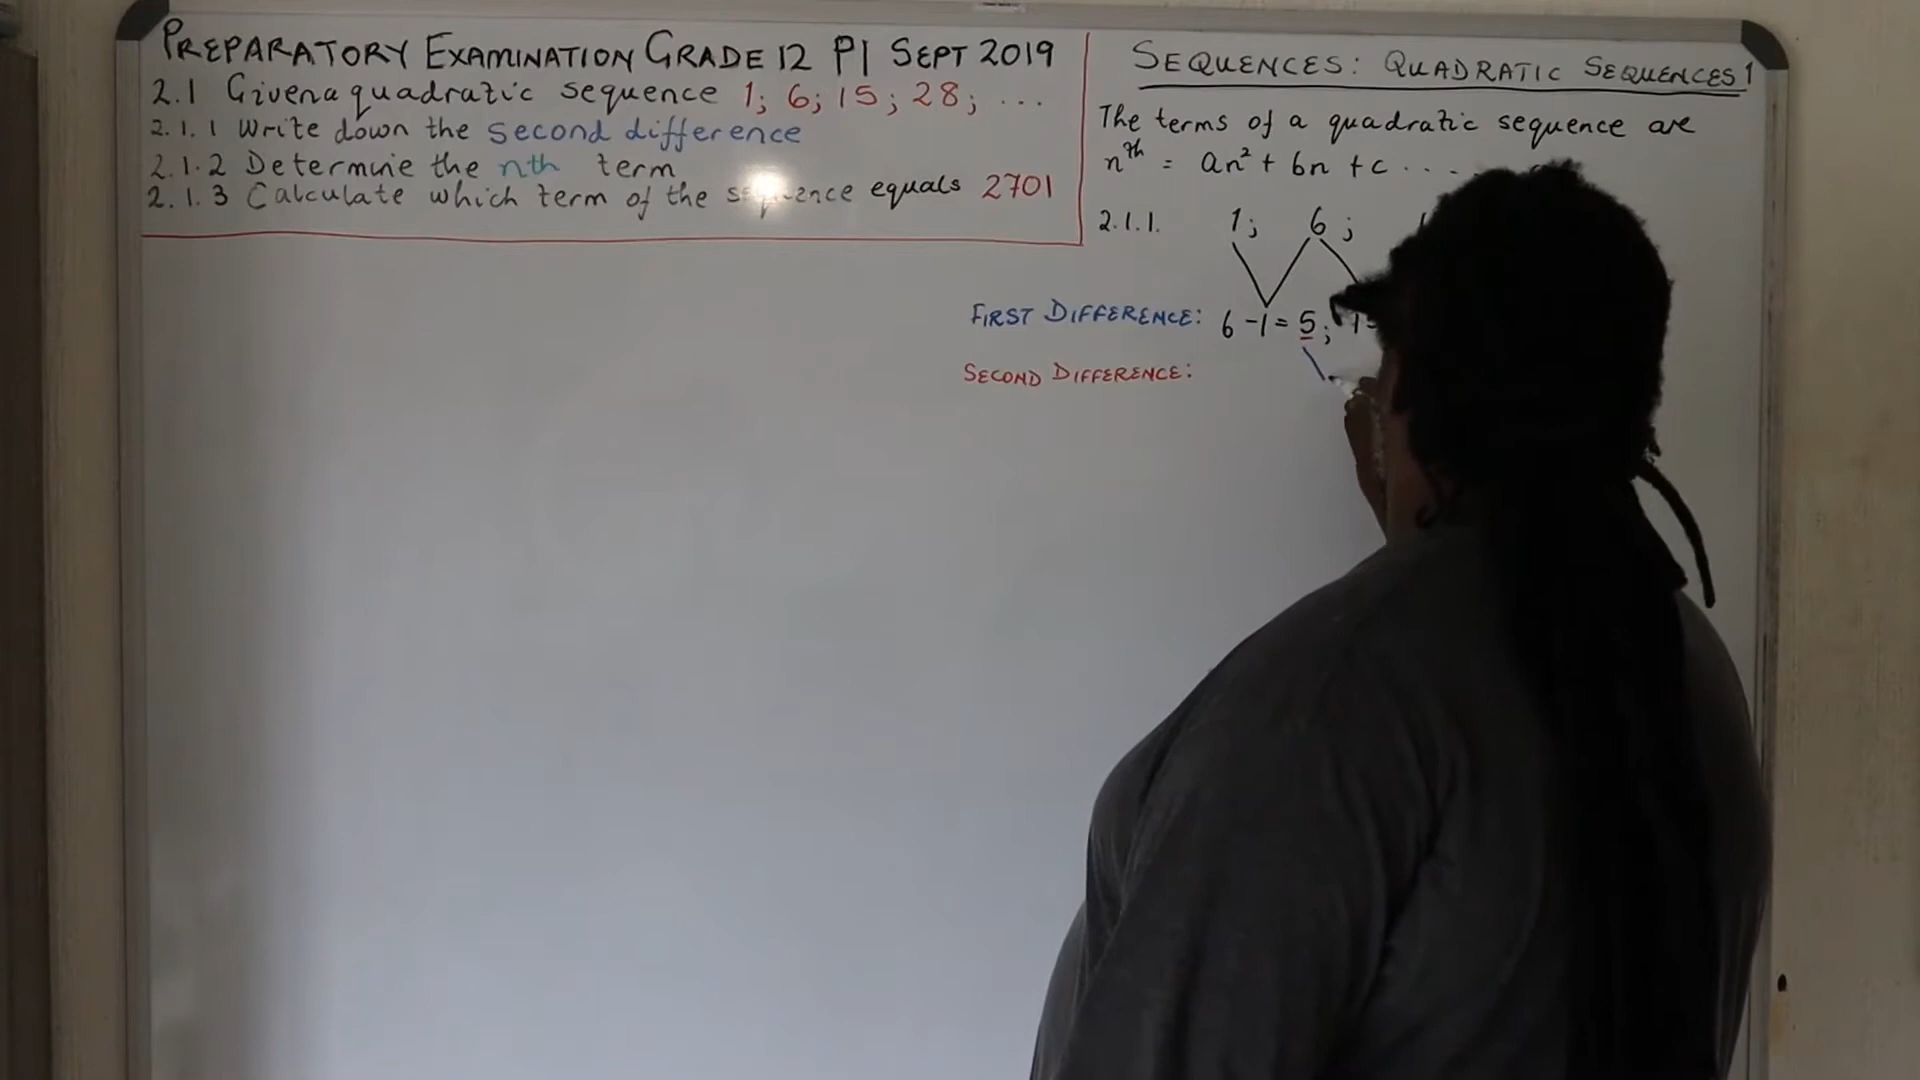 PREPARATORY EXAMINATION GRADE 12 P1 SEPT 2019
2.1 Given a quadratic sequence 1; 6; 15; 28; ...
2.1.1 Write down the second difference
2.1.2 Determine the nth term
2.1.3 Calculate which term of the sequence equals 2701
SEQUENCES: QUADRATIC SEQUENCES 1
The terms of a quadratic sequence are
nth = an² + bn + c ....
2.1.1. 1; 6;
FIRST DIFFERENCE: 6 - 1 = 5;
SECOND DIFFERENCE: